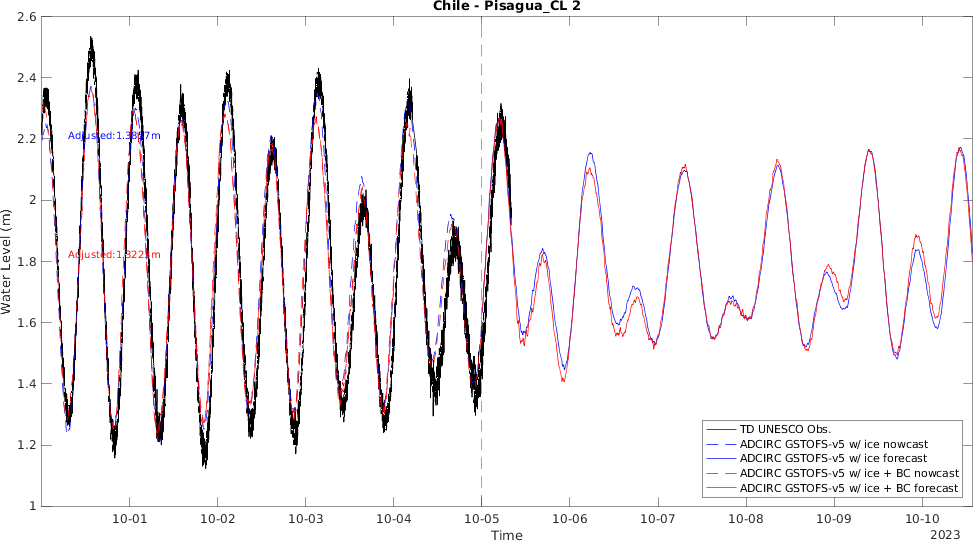 Chile - Pisagua_CL 2
2.6
2.4
2.2
2
1.8
1.6
1.4
1.2
1
Water Level (m)
Adjusted:1.3
Adjusted:1.322
TD UNESCO Obs.
ADCIRC GSTOFS-v5 w/ ice nowcast
ADCIRC GSTOFS-v5 w/ ice forecast
ADCIRC GSTOFS-v5 w/ ice + BC nowcast
ADCIRC GSTOFS-v5 w/ ice + BC forecast
10-01 10-02 10-03 10-04 10-05 10-06 10-07 10-08 10-09 10-10
Time
2023